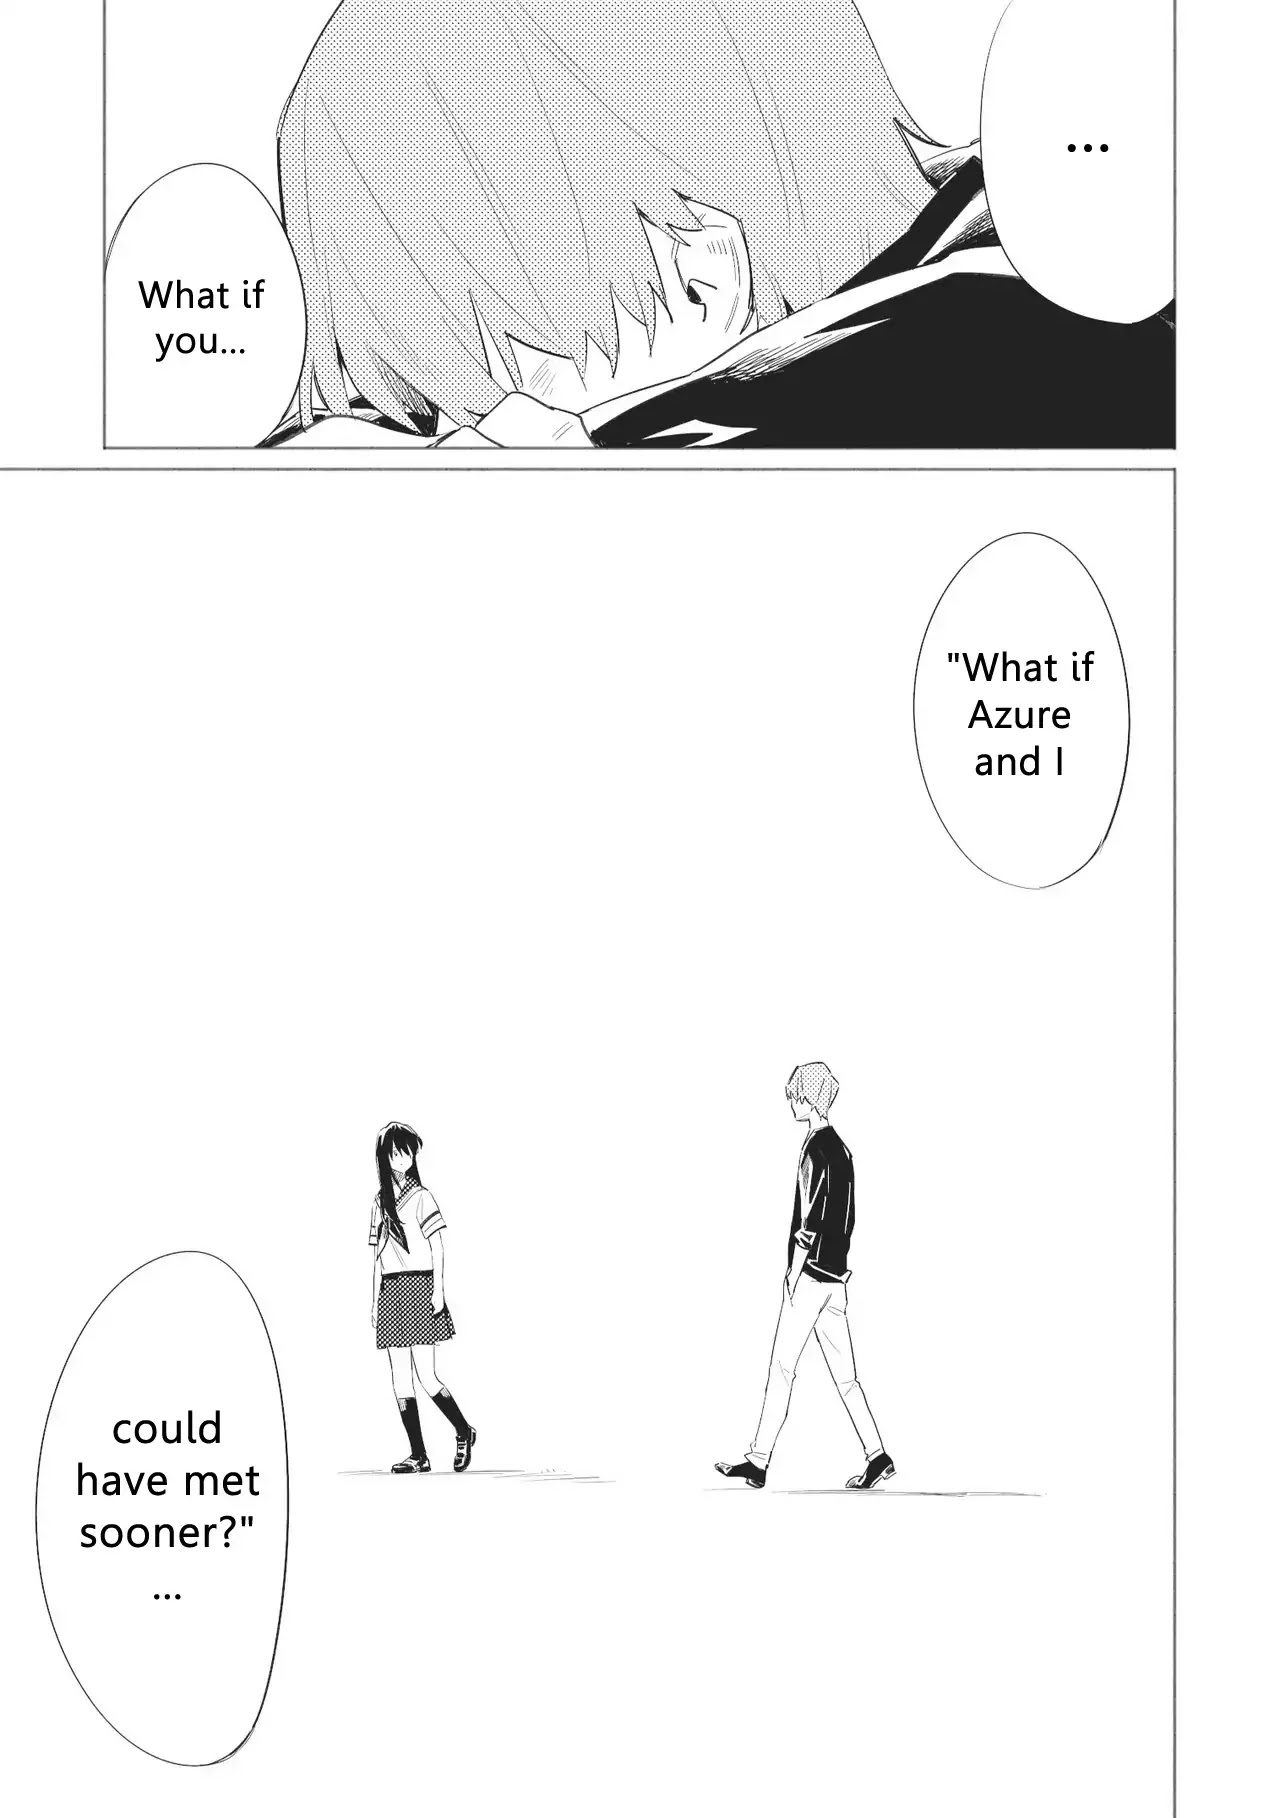 ...
What if
you...
"What if
Azure
and I
could
have met
sooner?"
...